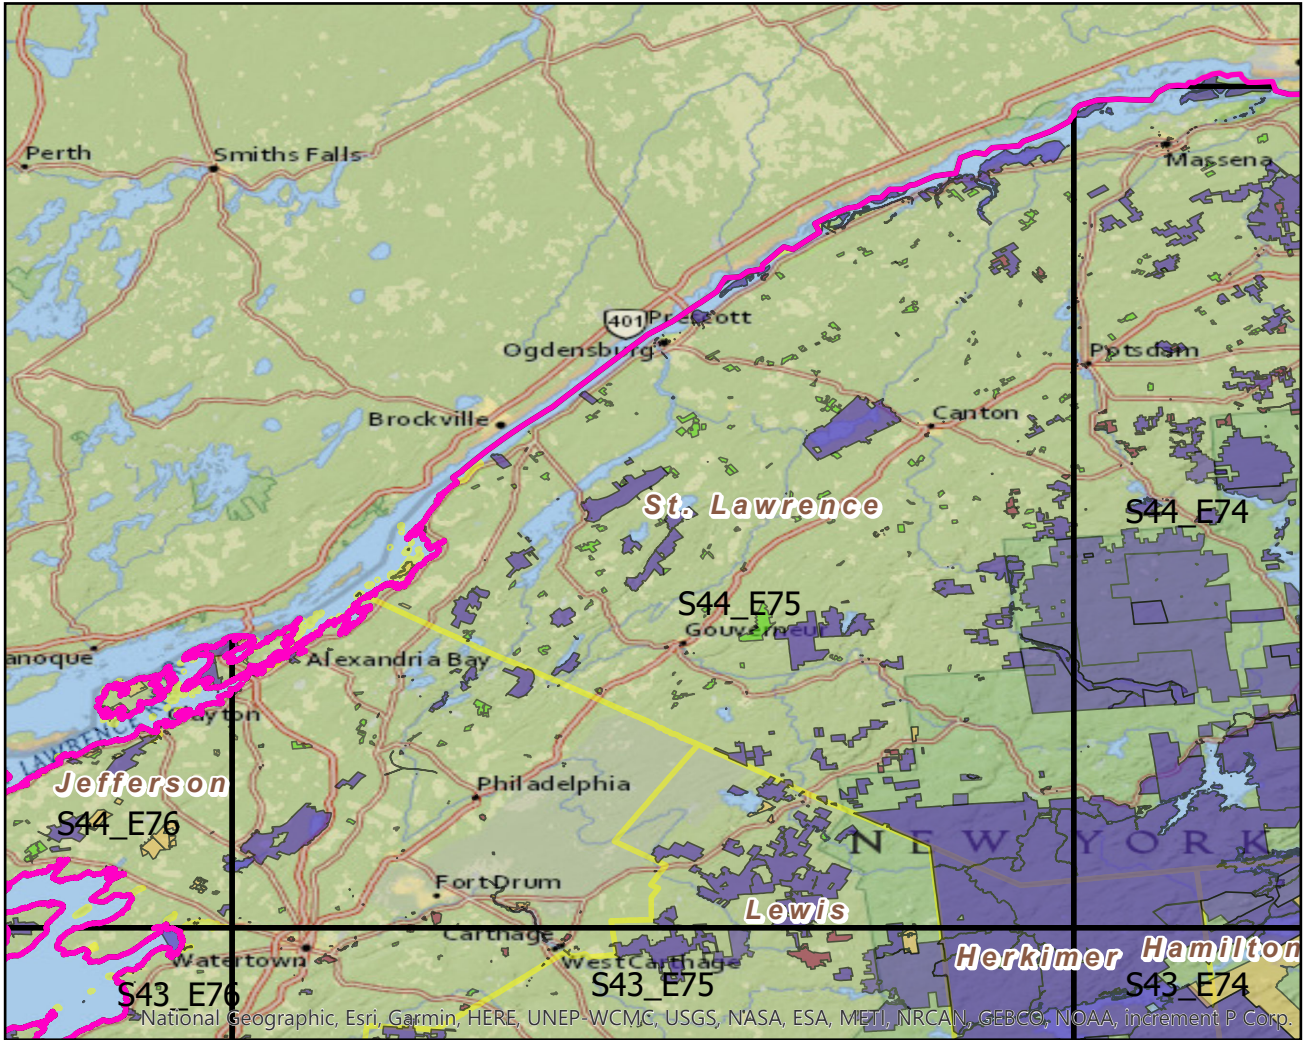 Perth
Smiths Falls
Massena
401
Prescott
Ogdensburg
Potsdam
Brockville
Canton
St. Lawrence
S44_E74
S44_E75
Gouverneur
anoque
Alexandria Bay
Clayton
LAWRENCE
Jefferson
Philadelphia
S44_E76
NEW YORK
Fort Drum
Lewis
Carthage
Herkimer
Hamilton
Watertown
West Carthage
S43_E76
S43_E75
S43_E74
National Geographic, Esri, Garmin, HERE, UNEP-WCMC, USGS, NASA, ESA, METI, NRCAN, GEBCO, NOAA, increment P Corp.